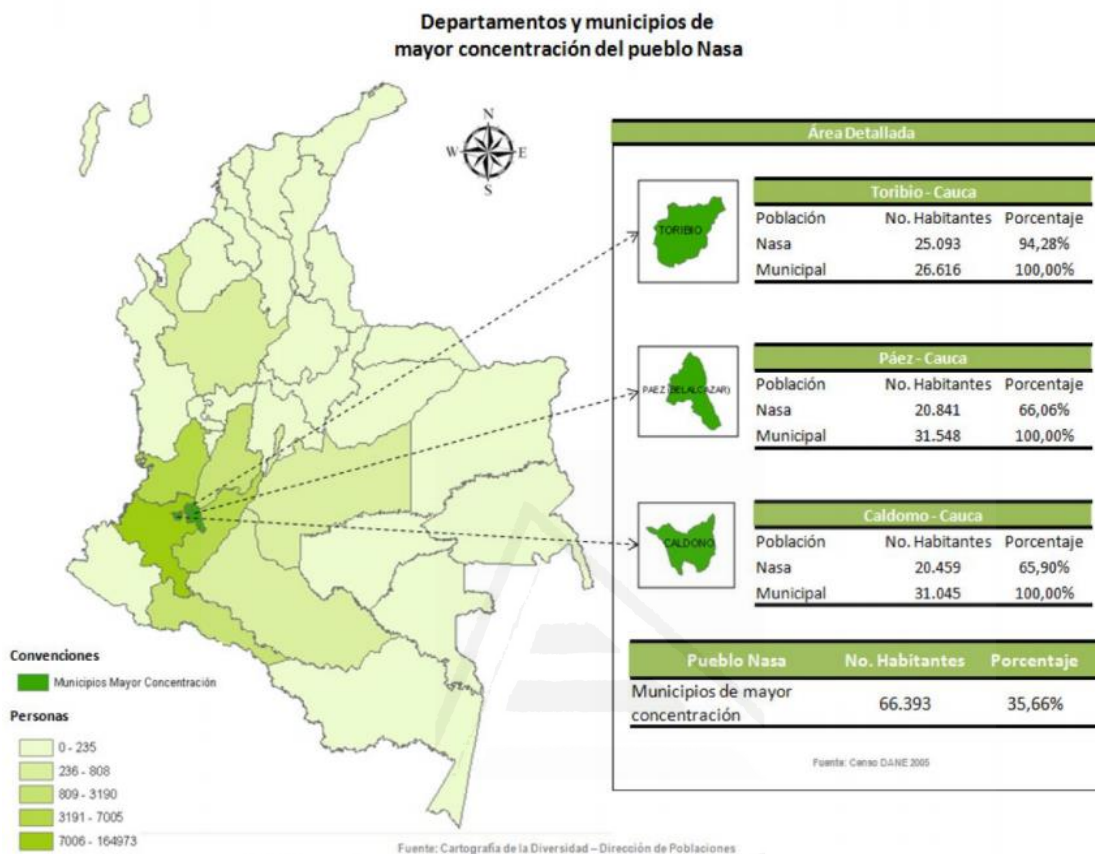 Departamentos y municipios de
mayor concentración del pueblo Nasa
N
W E
S
Área Detallada
TORIBIO
Toribio - Cauca
Población No. Habitantes Porcentaje
Nasa 25.093 94,28%
Municipal 26.616 100,00%
PAEZ (BELALCAZAR)
Páez - Cauca
Población No. Habitantes Porcentaje
Nasa 20.841 66,06%
Municipal 31.548 100,00%
CALDONO
Caldomo - Cauca
Población No. Habitantes Porcentaje
Nasa 20.459 65,90%
Municipal 31.045 100,00%
Pueblo Nasa No. Habitantes Porcentaje
Municipios de mayor
concentración 66.393 35,66%
Fuente: Censo DANE 2005
Convenciones
Municipios Mayor Concentración
Personas
0 - 235
236 - 808
809 - 3190
3191 - 7005
7006 - 164973
Fuente: Cartografía de la Diversidad – Dirección de Poblaciones